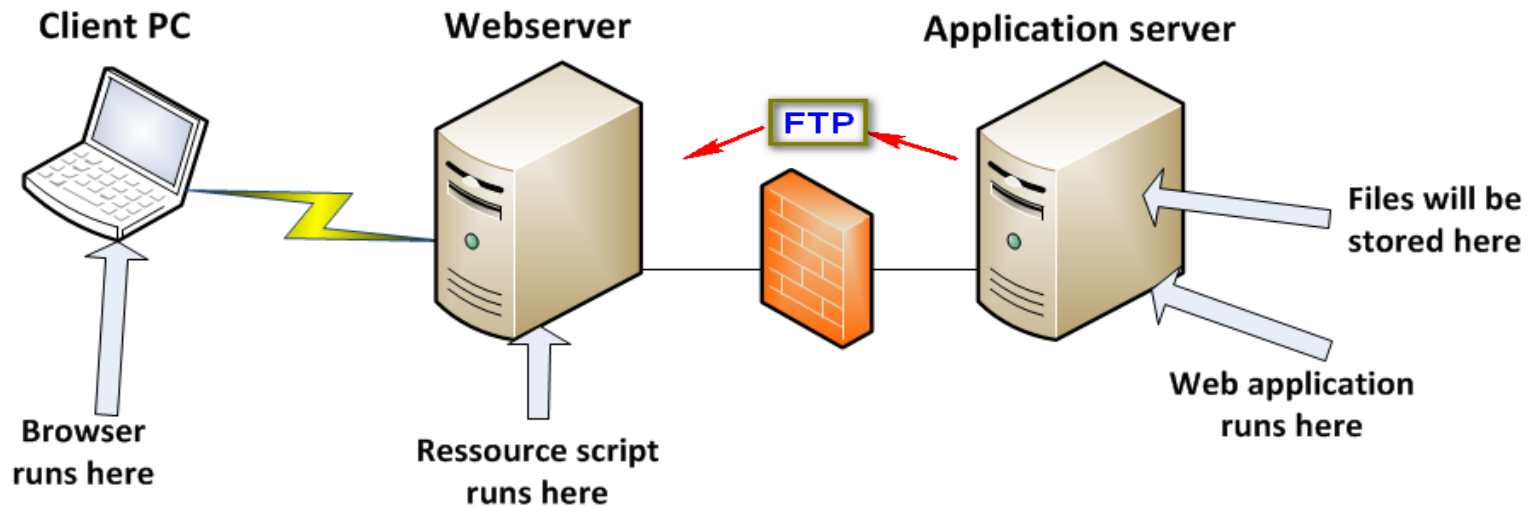 Client PC
Webserver
Application server
FTP
Files will be
stored here
Web application
runs here
Browser
runs here
Ressource script
runs here